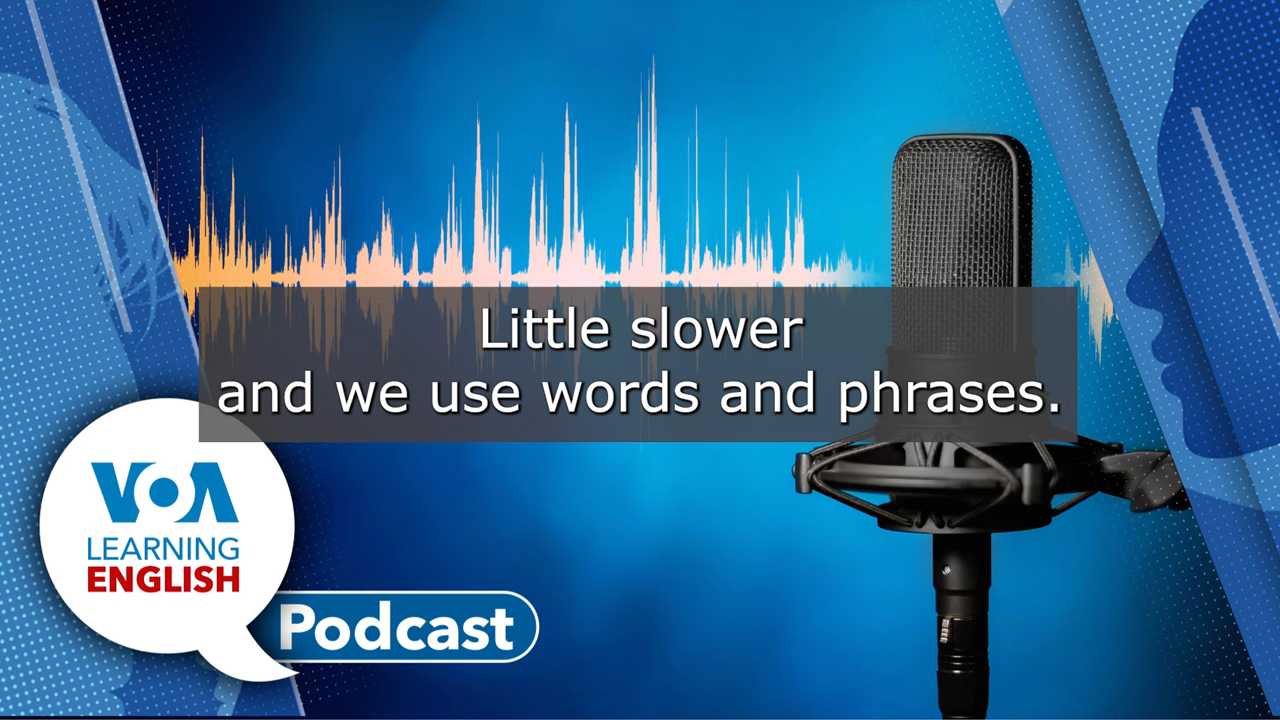 Little slower
and we use words and phrases.
VOA
LEARNING
ENGLISH
Podcast